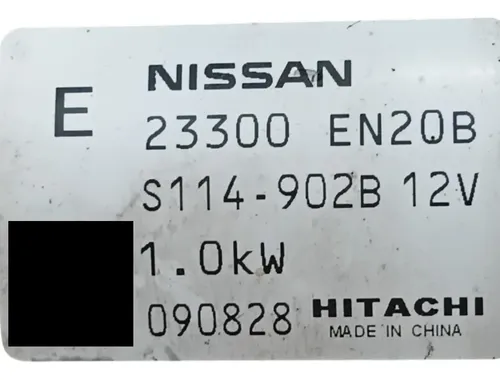 E
NISSAN
23300 EN20B
S114-902B 12V
1.0kW
090828 HITACHI
MADE IN CHINA